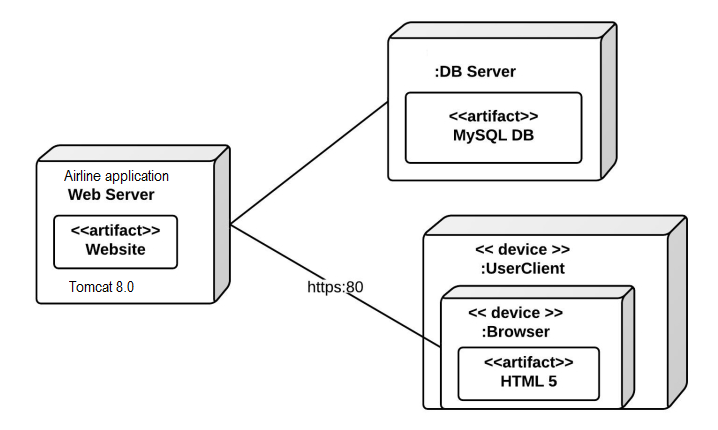 :DB Server
<<artifact>>
MySQL DB
Airline application
Web Server
<<artifact>>
Website
Tomcat 8.0
https:80
<< device >>
:UserClient
<< device >>
:Browser
<<artifact>>
HTML 5